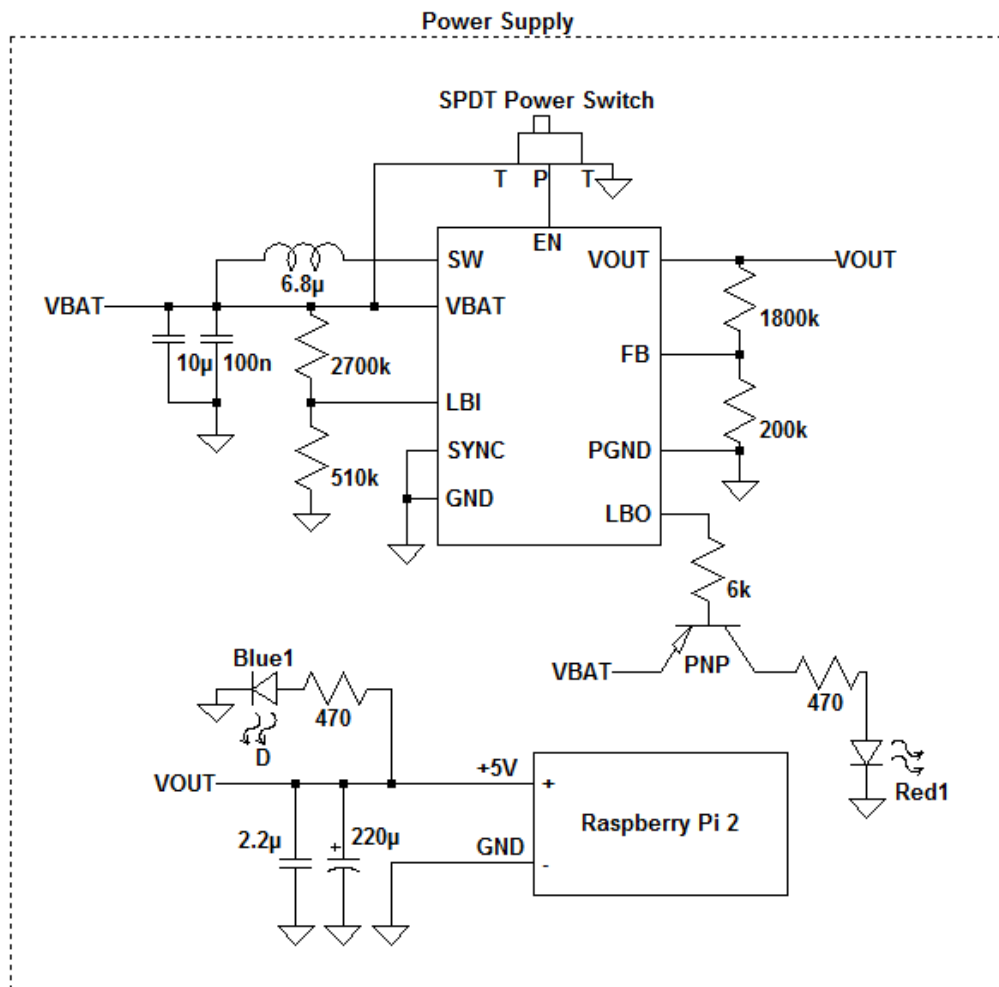 Power Supply
SPDT Power Switch
T P T
EN
SW VOUT VOUT
6.8µ
VBAT VBAT
1800k
10µ 100n 2700k FB
LBI
200k
SYNC PGND
510k
GND
LBO
6k
Blue1
VBAT PNP
470 470
D
+5V
VOUT +
Red1
Raspberry Pi 2
2.2µ + 220µ
GND
-